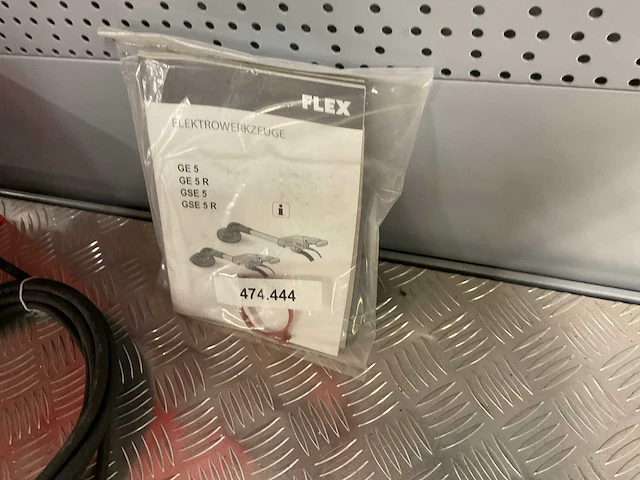 FLEX
ELEKTROWERKZEUGE
GE 5
GE 5 R
GSE 5
GSE 5 R
i
474.444